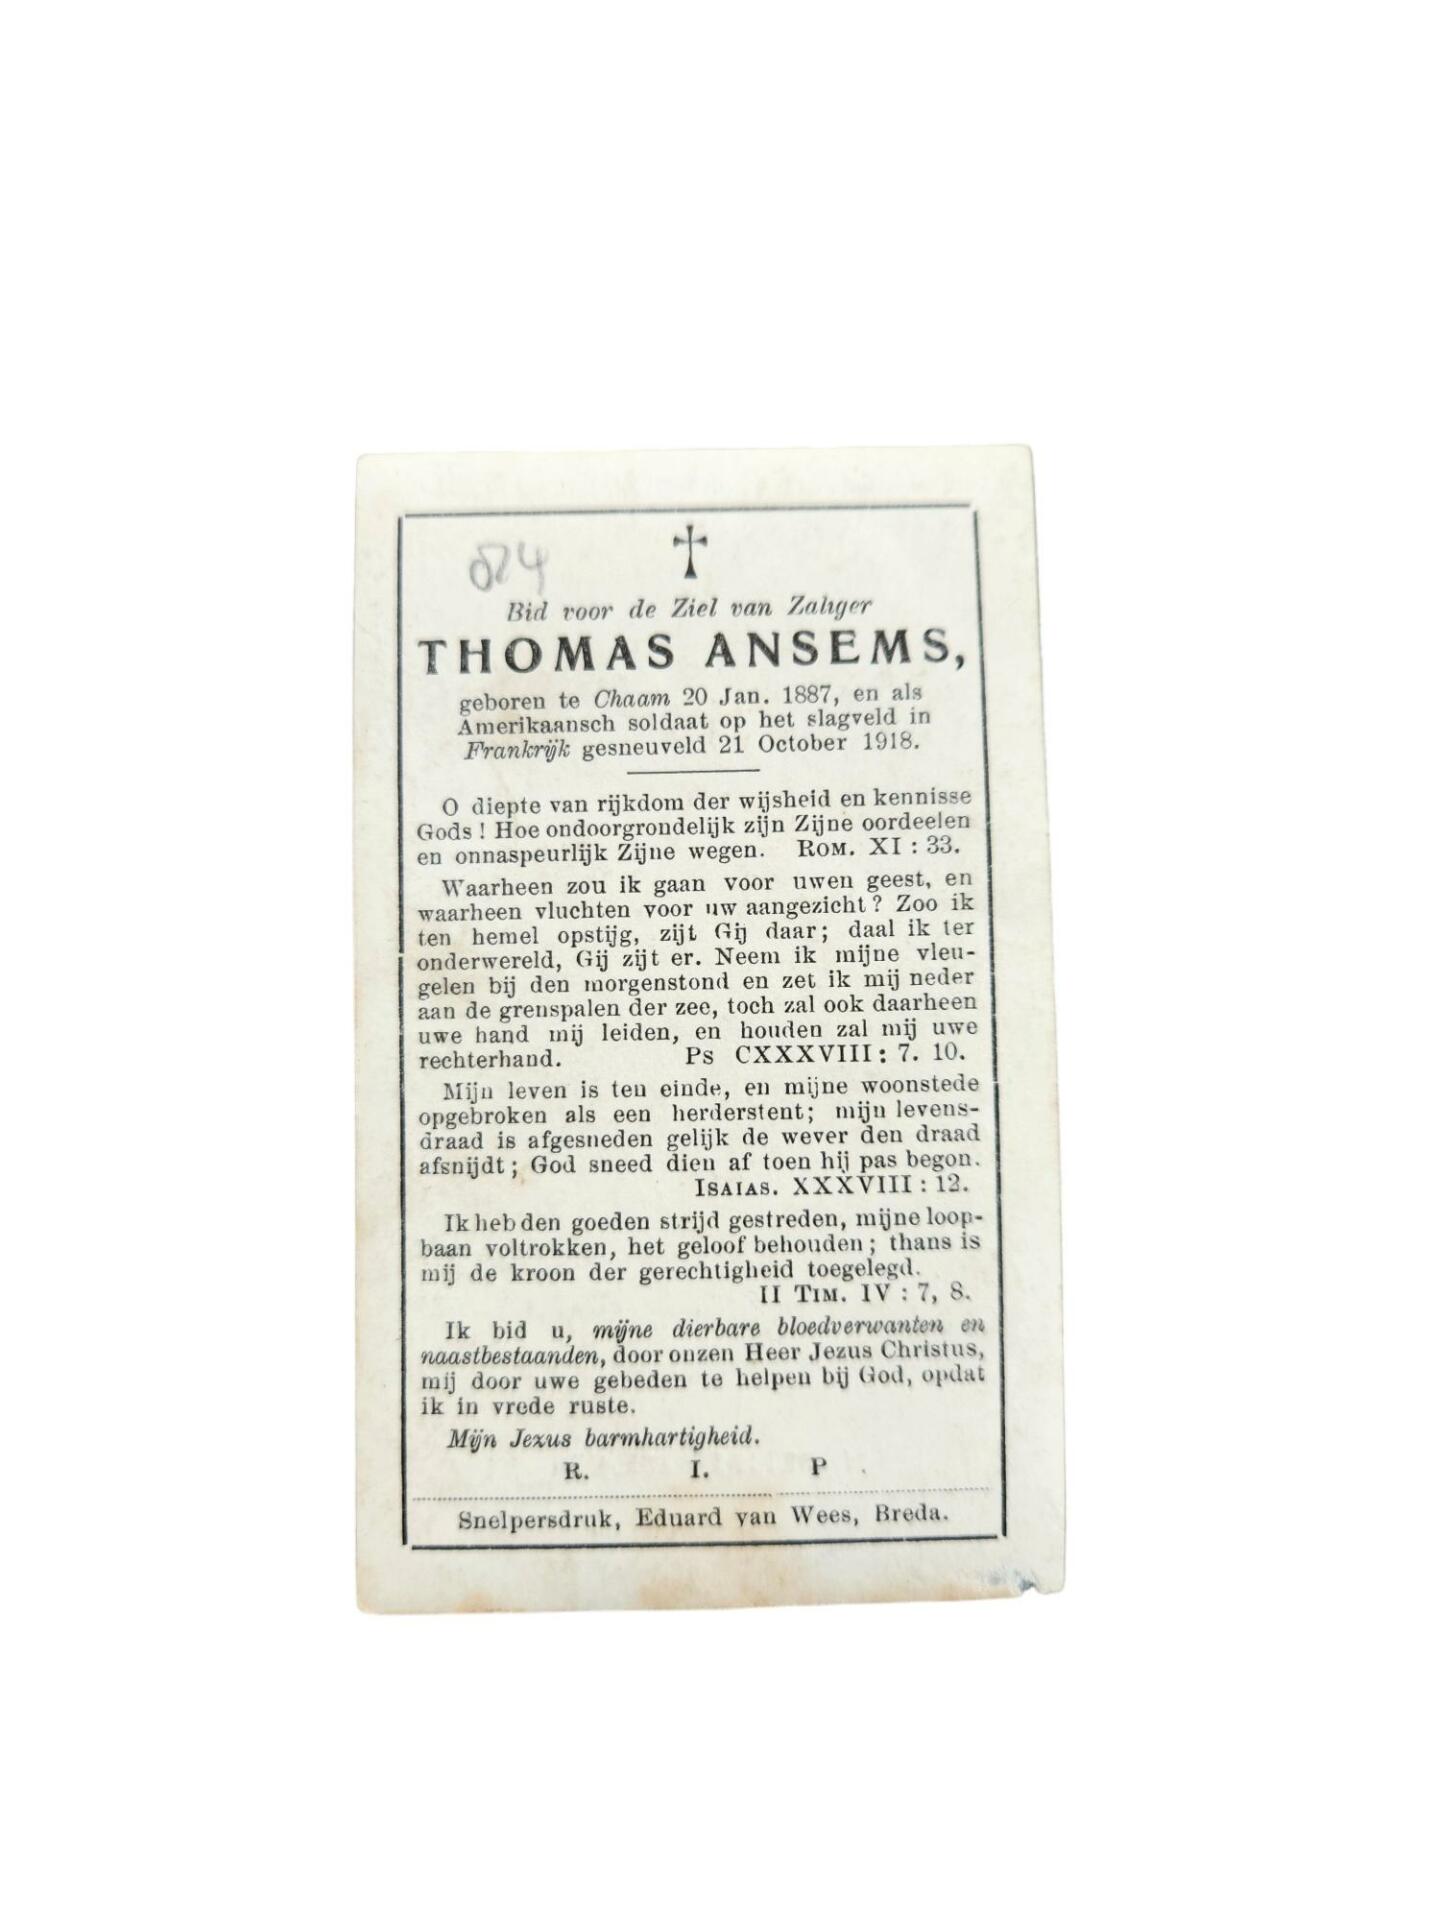 Bid voor de Ziel van Zaliger
THOMAS ANSEMS,
geboren te Chaam 20 Jan. 1887, en als
Amerikaansch soldaat op het slagveld in
Frankrijk gesneuveld 21 October 1918.
O diepte van rijkdom der wijsheid en kennisse
Gods! Hoe ondoorgrondelijk zijn Zijne oordeelen
en onnaspeurlijk Zijne wegen. ROM. XI : 33.
Waarheen zou ik gaan voor uwen geest, en
waarheen vluchten voor uw aangezicht? Zoo ik
ten hemel opstijg, zijt Gij daar; daal ik ter
onderwereld, Gij zijt er. Neem ik mijne vleu-
gelen bij den morgenstond en zet ik mij neder
aan de grenspalen der zee, toch zal ook daarheen
uwe hand mij leiden, en houden zal mij uwe
rechterhand. Ps CXXXVIII: 7. 10.
Mijn leven is ten einde, en mijne woonstede
opgebroken als een herderstent; mijn levens-
draad is afgesneden gelijk de wever den draad
afsnijdt; God sneed dien af toen hij pas begon.
ISAIAS. XXXVIII : 12.
Ik heb den goeden strijd gestreden, mijne loop-
baan voltrokken, het geloof behouden; thans is
mij de kroon der gerechtigheid toegelegd.
II TIM. IV : 7, 8.
Ik bid u, mijne dierbare bloedverwanten en
naastbestaanden, door onzen Heer Jezus Christus,
mij door uwe gebeden te helpen bij God, opdat
ik in vrede ruste.
Mijn Jezus barmhartigheid.
R. I. P
Snelpersdruk, Eduard van Wees, Breda.